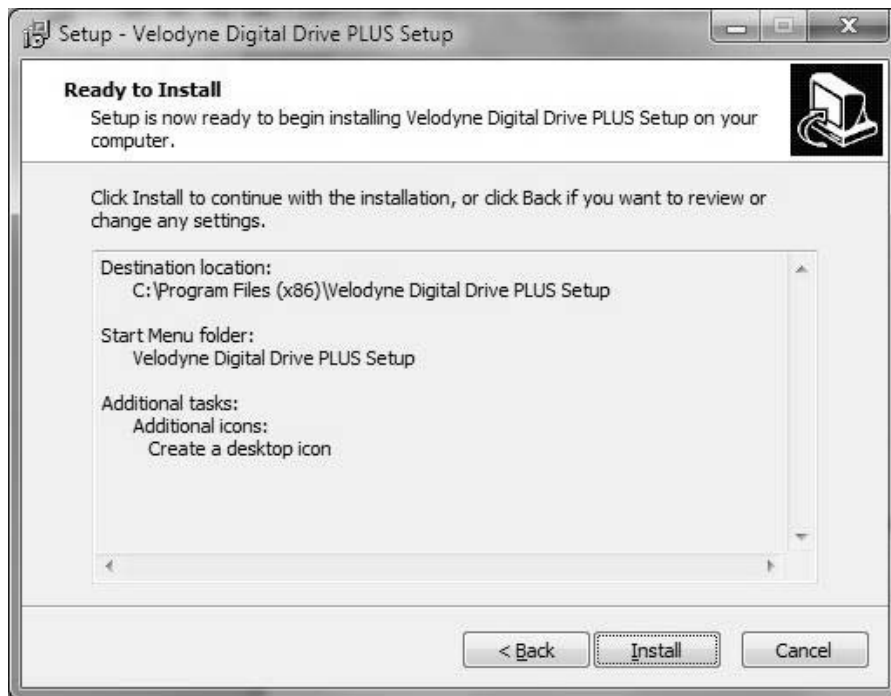 Setup - Velodyne Digital Drive PLUS Setup
Ready to Install
Setup is now ready to begin installing Velodyne Digital Drive PLUS Setup on your
computer.
Click Install to continue with the installation, or click Back if you want to review or
change any settings.
Destination location:
C:\Program Files (x86)\Velodyne Digital Drive PLUS Setup
Start Menu folder:
Velodyne Digital Drive PLUS Setup
Additional tasks:
Additional icons:
Create a desktop icon
< Back
Install
Cancel